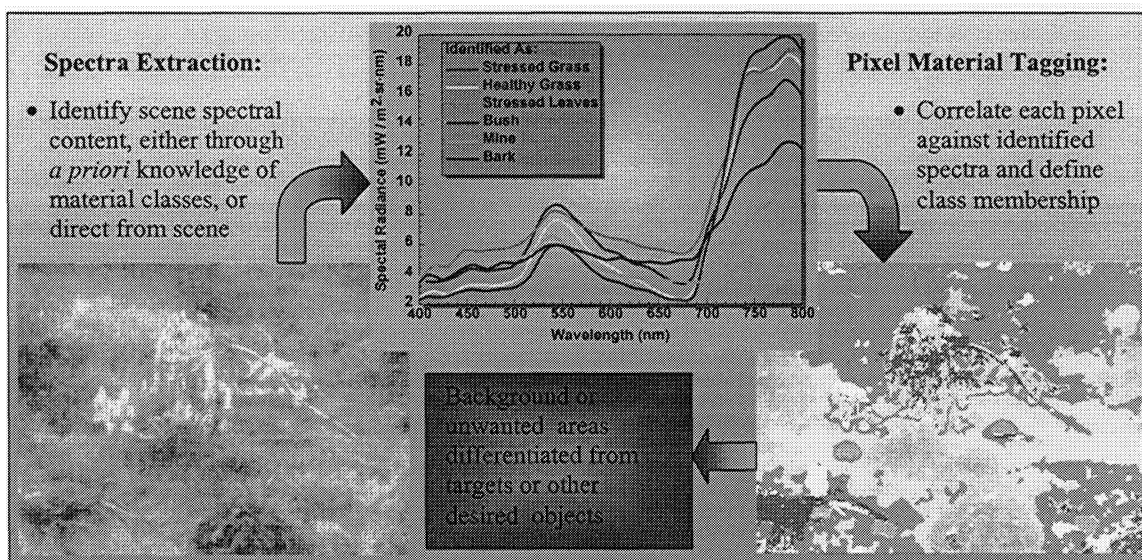 Spectra Extraction:
• Identify scene spectral
content, either through
a priori knowledge of
material classes, or
direct from scene
Spectral Radiance (mW / m²-sr-nm)
20
18
16
14
12
10
8
6
4
2
Identified As:
Stressed Grass
Healthy Grass
Stressed Leaves
Bush
Mine
Bark
400 450 500 550 600 650 700 750 800
Wavelength (nm)
Pixel Material Tagging:
• Correlate each pixel
against identified
spectra and define
class membership
Background or
unwanted areas
differentiated from
targets or other
desired objects